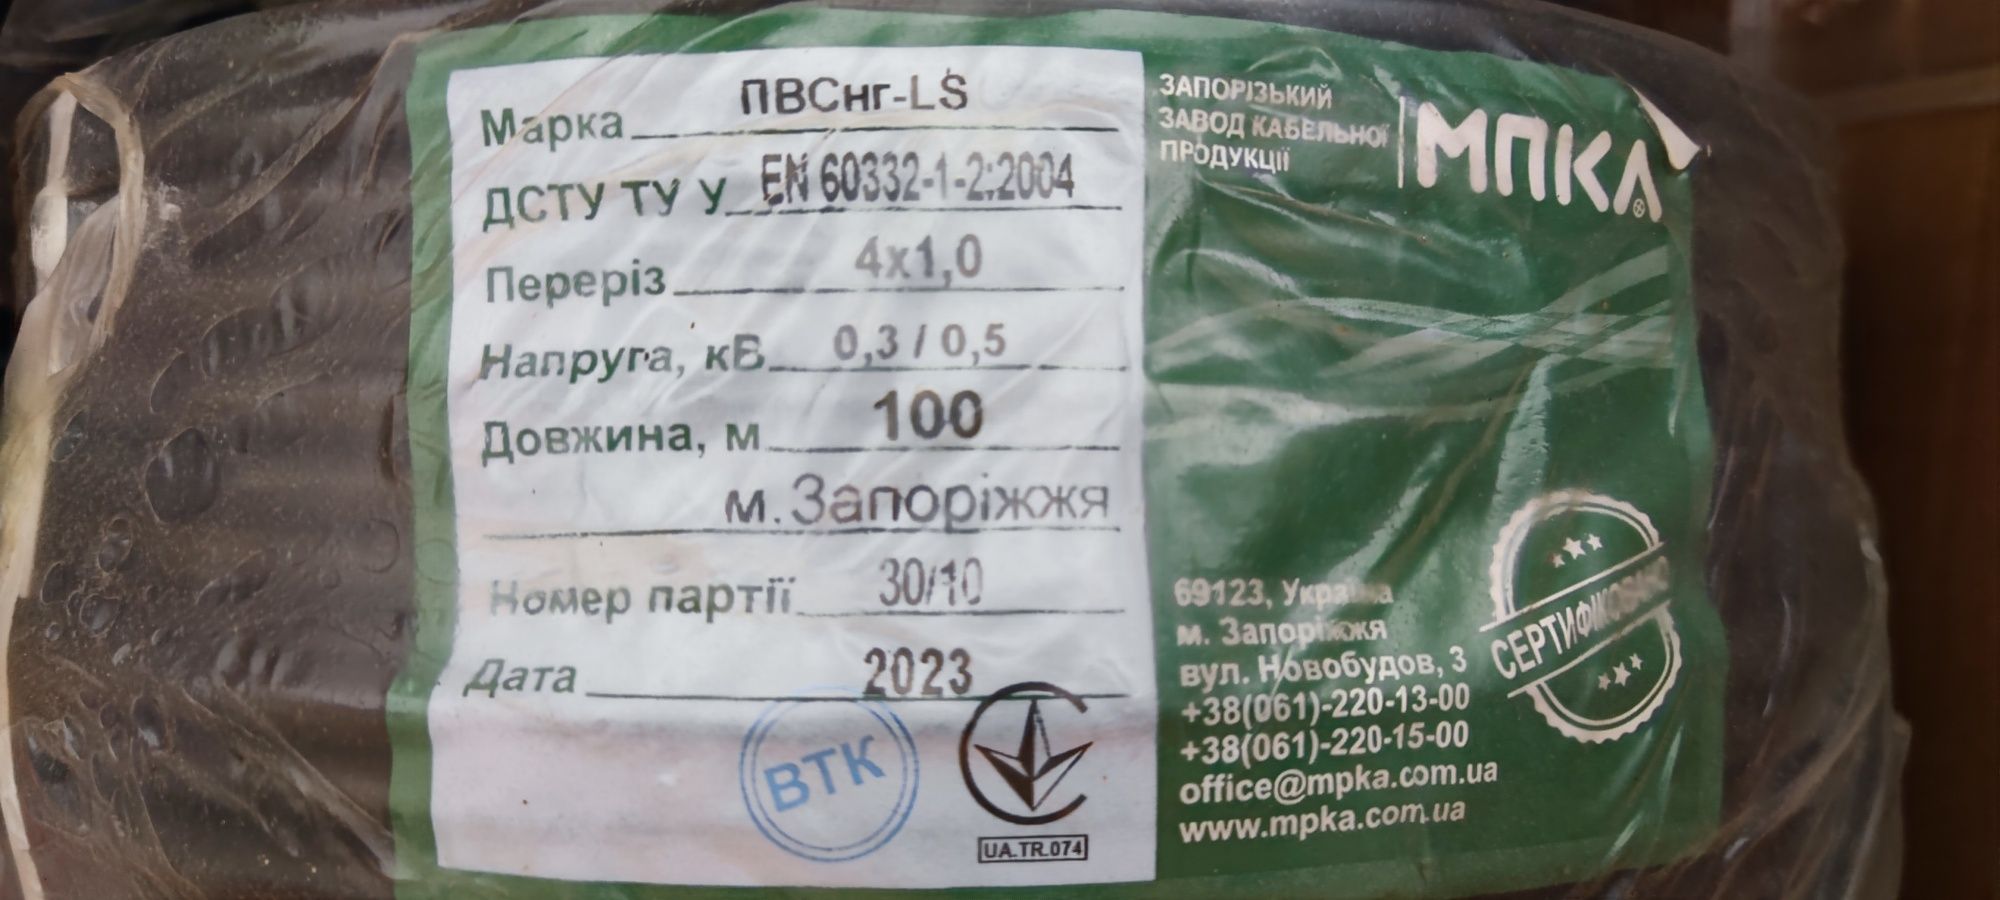 Марка ПВСнг-LS
ДСТУ ТУ У EN 60332-1-2:2004
Переріз 4х1,0
Напруга, кВ 0,3 / 0,5
Довжина, м 100
м. Запоріжжя
Номер партії 30/10
Дата 2023
ВТК
UA.TR.074
ЗАПОРІЗЬКИЙ
ЗАВОД КАБЕЛЬНОЇ
ПРОДУКЦІЇ
МПКА
69123, Україна
м. Запоріжжя
вул. Новобудов, 3
+38(061)-220-13-00
+38(061)-220-15-00
office@mpka.com.ua
www.mpka.com.ua
СЕРТИФІКОВАНО